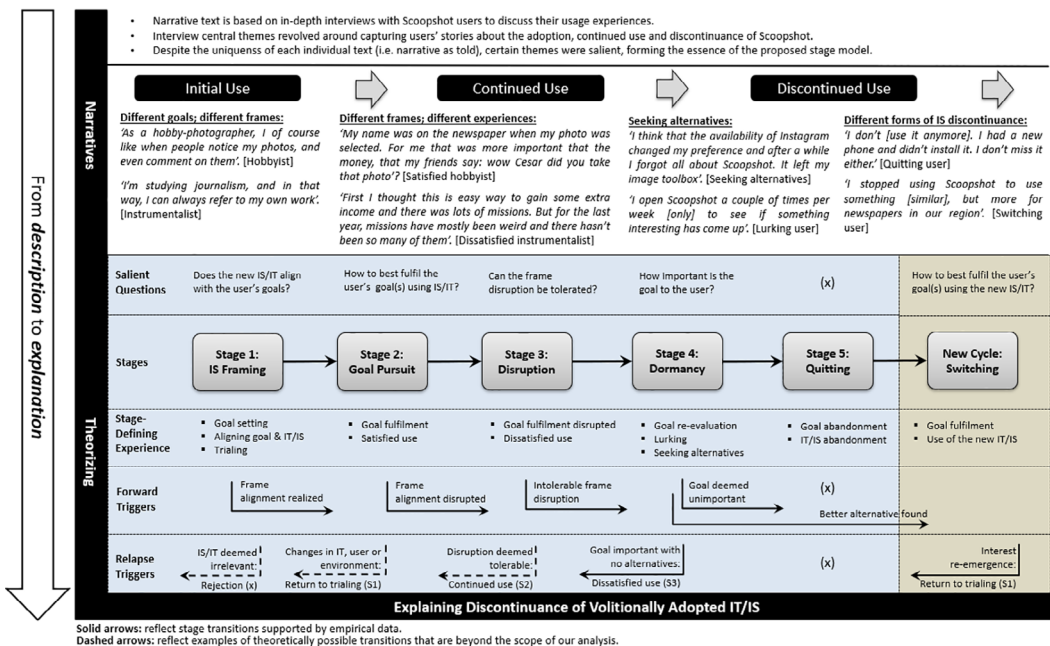 • Narrative text is based on in-depth interviews with Scoopshot users to discuss their usage experiences.
• Interview central themes revolved around capturing users' stories about the adoption, continued use and discontinuance of Scoopshot.
• Despite the uniquenss of each individual text (i.e. narrative as told), certain themes were salient, forming the essence of the proposed stage model.
From description to explanation
Narratives
Initial Use
Continued Use
Discontinued Use
Different goals; different frames:
'As a hobby-photographer, I of course
like when people notice my photos, and
even comment on them'. [Hobbyist]
'I'm studying journalism, and in that
way, I can always refer to my own work'.
[Instrumentalist]
Different frames; different experiences:
'My name was on the newspaper when my photo was
selected. For me that was more important that the
money, that my friends say: wow Cesar did you take
that photo'? [Satisfied hobbyist]
'First I thought this is easy way to gain some extra
income and there was lots of missions. But for the last
year, missions have mostly been weird and there hasn't
been so many of them'. [Dissatisfied instrumentalist]
Seeking alternatives:
'I think that the availability of Instagram
changed my preference and after a while
I forgot all about Scoopshot. It left my
image toolbox'. [Seeking alternatives]
'I open Scoopshot a couple of times per
week [only] to see if something
interesting has come up'. [Lurking user]
Different forms of IS discontinuance:
'I don't [use it anymore]. I had a new
phone and didn't install it. I don't miss it
either.' [Quitting user]
'I stopped using Scoopshot to use
something [similar], but more for
newspapers in our region'. [Switching
user]
Theorizing
Salient
Questions
Does the new IS/IT align
with the user's goals?
How to best fulfil the
user's goal(s) using IS/IT?
Can the frame
disruption be tolerated?
How important is the
goal to the user?
(x)
How to best fulfil the user's
goal(s) using the new IS/IT?
Stages
Stage 1:
IS Framing
Stage 2:
Goal Pursuit
Stage 3:
Disruption
Stage 4:
Dormancy
Stage 5:
Quitting
New Cycle:
Switching
Stage-
Defining
Experience
▪ Goal setting
▪ Aligning goal & IT/IS
▪ Trialing
▪ Goal fulfilment
▪ Satisfied use
▪ Goal fulfilment disrupted
▪ Dissatisfied use
▪ Goal re-evaluation
▪ Lurking
▪ Seeking alternatives
▪ Goal abandonment
▪ IT/IS abandonment
▪ Goal fulfilment
▪ Use of the new IT/IS
Forward
Triggers
Frame
alignment realized
Frame
alignment disrupted
Intolerable frame
disruption
Goal deemed
unimportant
(x)
Better alternative found
Relapse
Triggers
IS/IT deemed
irrelevant:
Rejection (x)
Changes in IT, user or
environment:
Return to trialing (S1)
Disruption deemed
tolerable:
Continued use (S2)
Goal important with
no alternatives:
Dissatisfied use (S3)
(x)
Interest
re-emergence:
Return to trialing (S1)
Explaining Discontinuance of Volitionally Adopted IT/IS
Solid arrows: reflect stage transitions supported by empirical data.
Dashed arrows: reflect examples of theoretically possible transitions that are beyond the scope of our analysis.